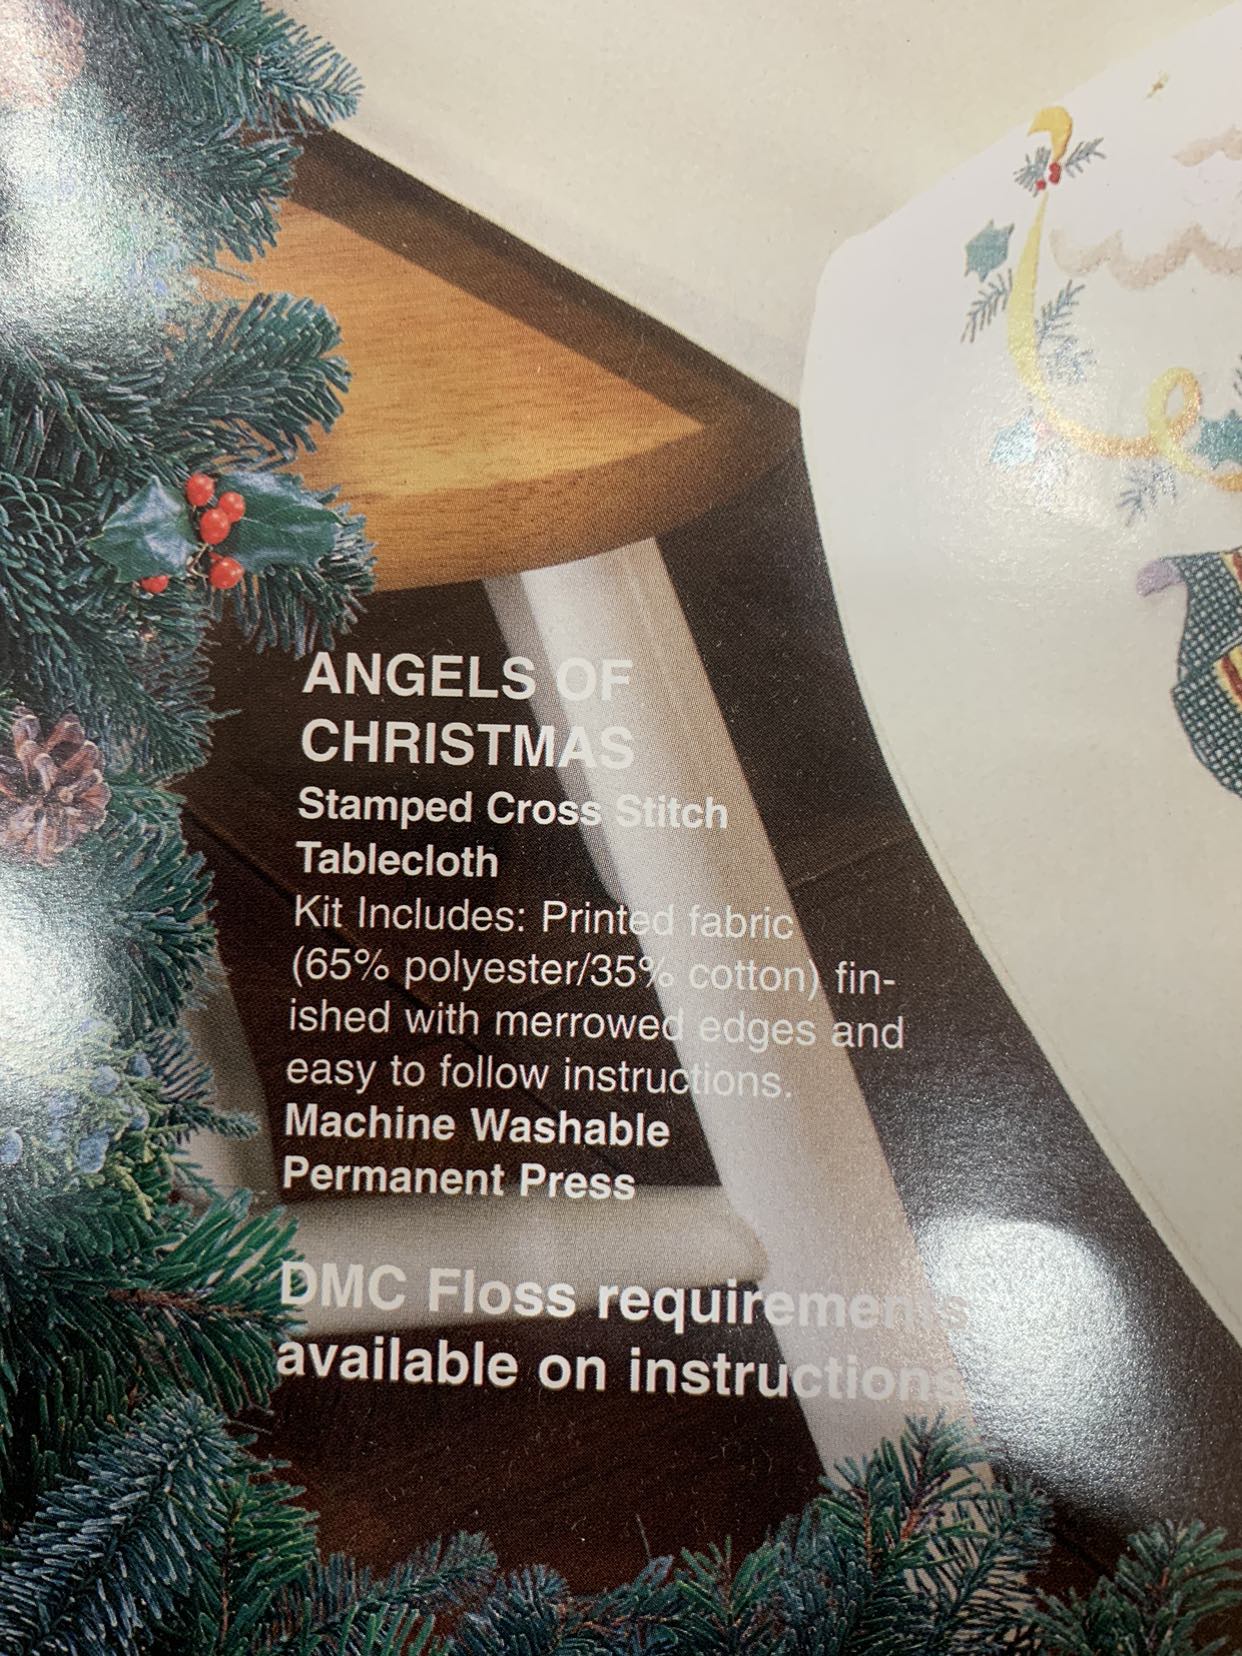 ANGELS OF
CHRISTMAS
Stamped Cross Stitch
Tablecloth
Kit Includes: Printed fabric
(65% polyester/35% cotton) fin-
ished with merrowed edges and
easy to follow instructions.
Machine Washable
Permanent Press
DMC Floss requirements
available on instructions